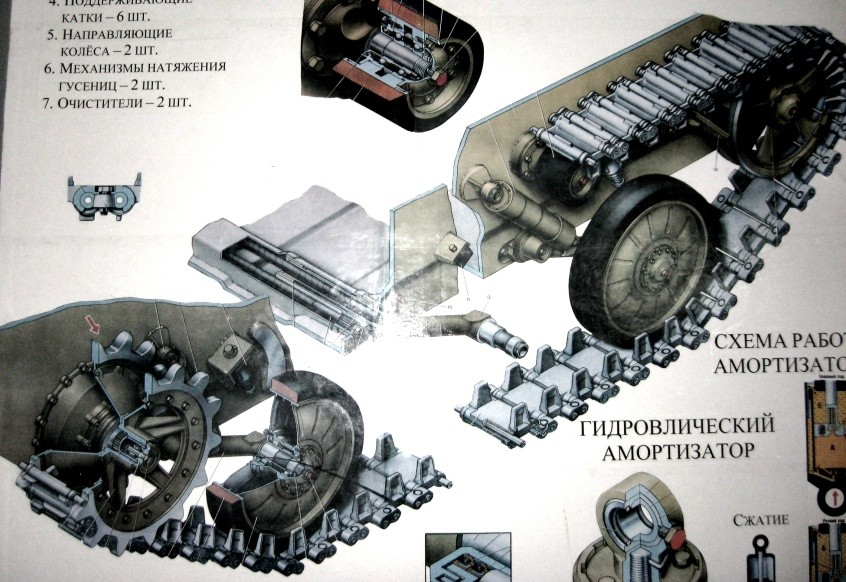 4. Поддерживающие
катки – 6 шт.
5. Направляющие
колёса – 2 шт.
6. Механизмы натяжения
гусениц – 2 шт.
7. Очистители – 2 шт.
СХЕМА РАБОТ
АМОРТИЗАТО
ГИДРОВЛИЧЕСКИЙ
АМОРТИЗАТОР
Сжатие